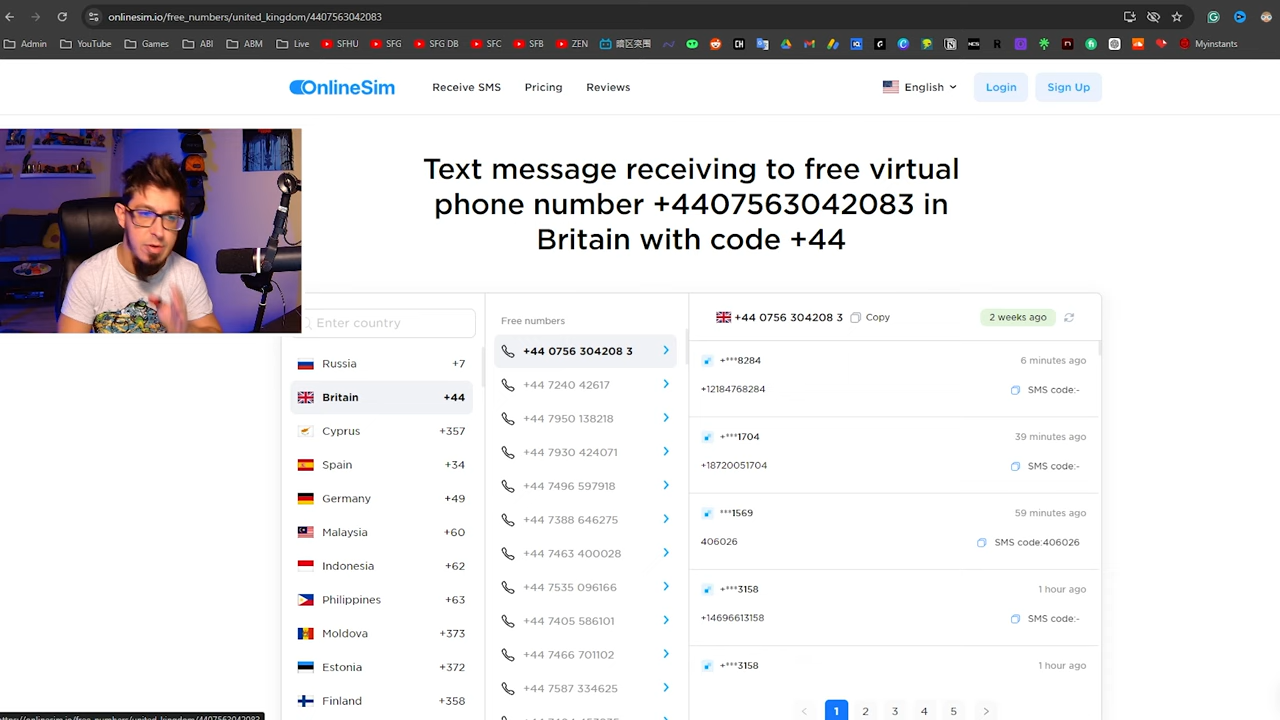 onlinesim.io/free_numbers/united_kingdom/4407563042083
Admin YouTube Games ABI ABM Live SFHU SFG SFG DB SFC SFB ZEN 暗区突围 Myinstants
OnlineSim
Receive SMS Pricing Reviews
English Login Sign Up
Text message receiving to free virtual
phone number +4407563042083 in
Britain with code +44
Enter country
Russia +7
Britain +44
Cyprus +357
Spain +34
Germany +49
Malaysia +60
Indonesia +62
Philippines +63
Moldova +373
Estonia +372
Finland +358
Free numbers
+44 0756 304208 3
+44 7240 42617
+44 7950 138218
+44 7930 424071
+44 7496 597918
+44 7388 646275
+44 7463 400028
+44 7535 096166
+44 7405 586101
+44 7466 701102
+44 7587 334625
+44 0756 304208 3 Copy 2 weeks ago
+***8284 6 minutes ago
+12184768284 SMS code:-
+***1704 39 minutes ago
+18720051704 SMS code:-
***1569 59 minutes ago
406026 SMS code:406026
+***3158 1 hour ago
+14696613158 SMS code:-
+***3158 1 hour ago
1 2 3 4 5